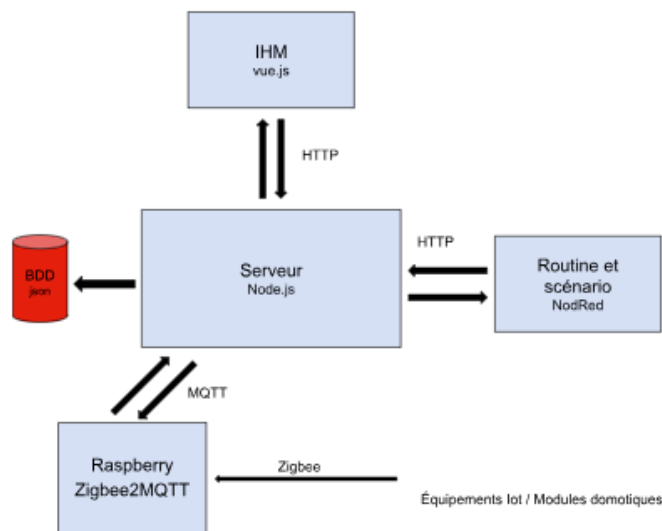 IHM
vue.js
HTTP
Serveur
Node.js
BDD
json
HTTP
Routine et
scénario
NodRed
MQTT
Raspberry
Zigbee2MQTT
Zigbee
Équipements Iot / Modules domotiques